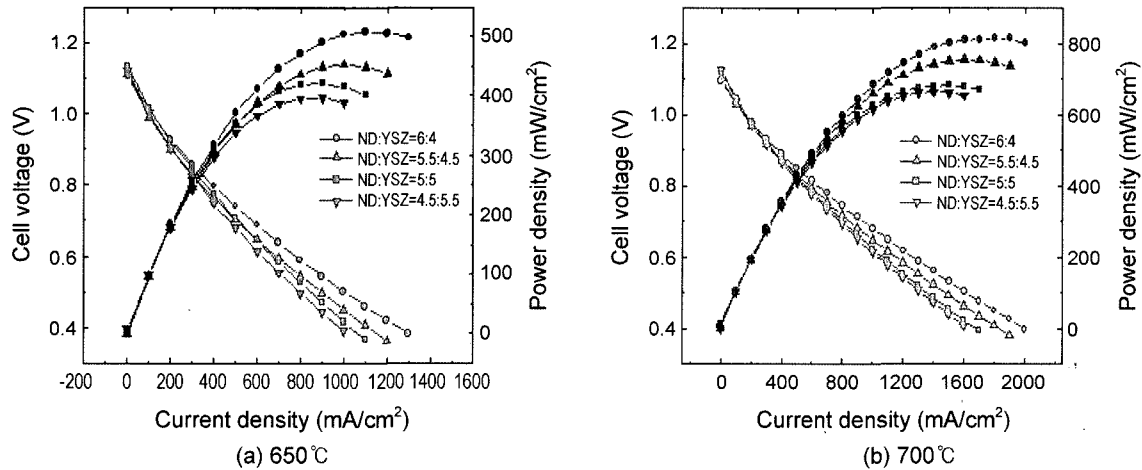 1.2
1.0
0.8
0.6
0.4
Cell voltage (V)
ND:YSZ=6:4
ND:YSZ=5.5:4.5
ND:YSZ=5:5
ND:YSZ=4.5:5.5
500
400
300
200
100
0
Power density (mW/cm²)
-200 0 200 400 600 800 1000 1200 1400 1600
Current density (mA/cm²)
(a) 650℃
1.2
1.0
0.8
0.6
0.4
Cell voltage (V)
ND:YSZ=6:4
ND:YSZ=5.5:4.5
ND:YSZ=5:5
ND:YSZ=4.5:5.5
800
600
400
200
0
Power density (mW/cm²)
0 400 800 1200 1600 2000
Current density (mA/cm²)
(b) 700℃